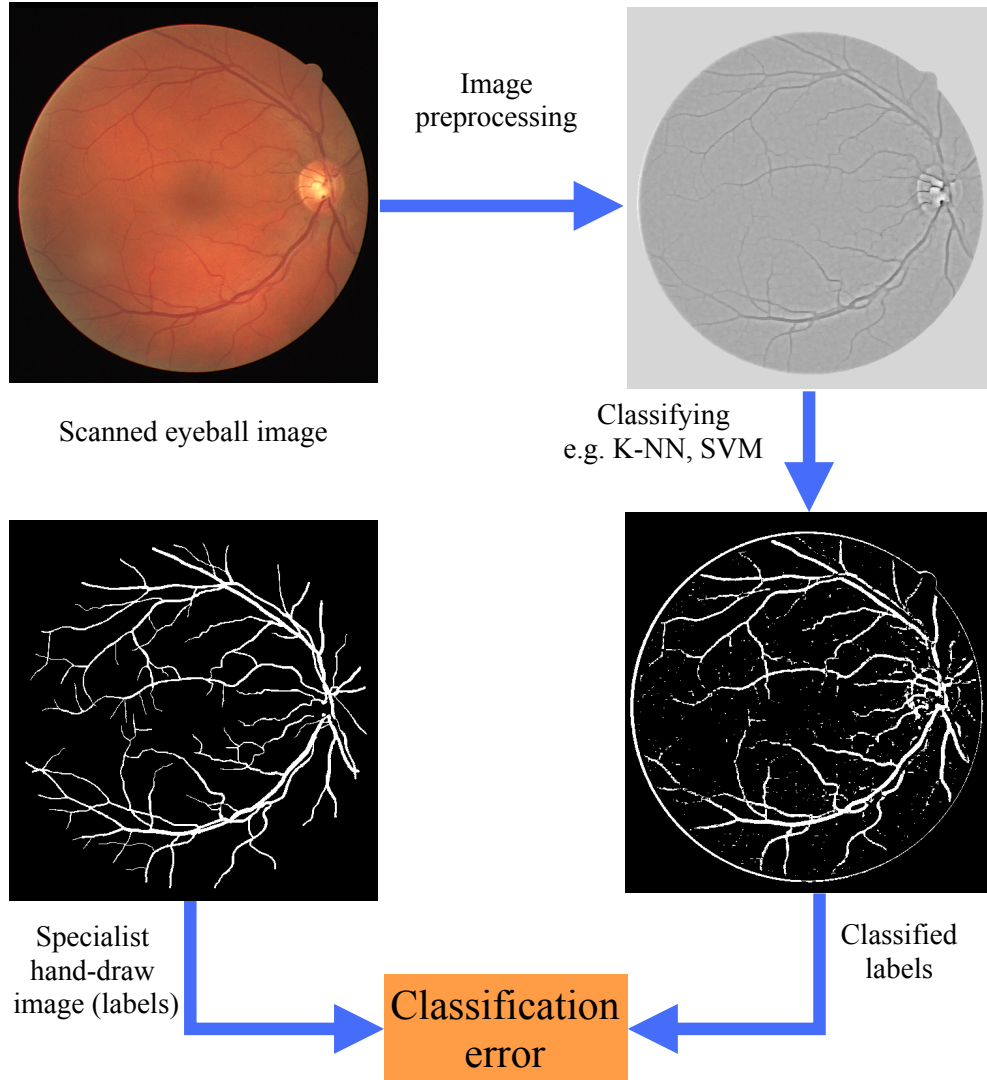 Image
preprocessing
Scanned eyeball image
Classifying
e.g. K-NN, SVM
Specialist
hand-draw
image (labels)
Classified
labels
Classification
error